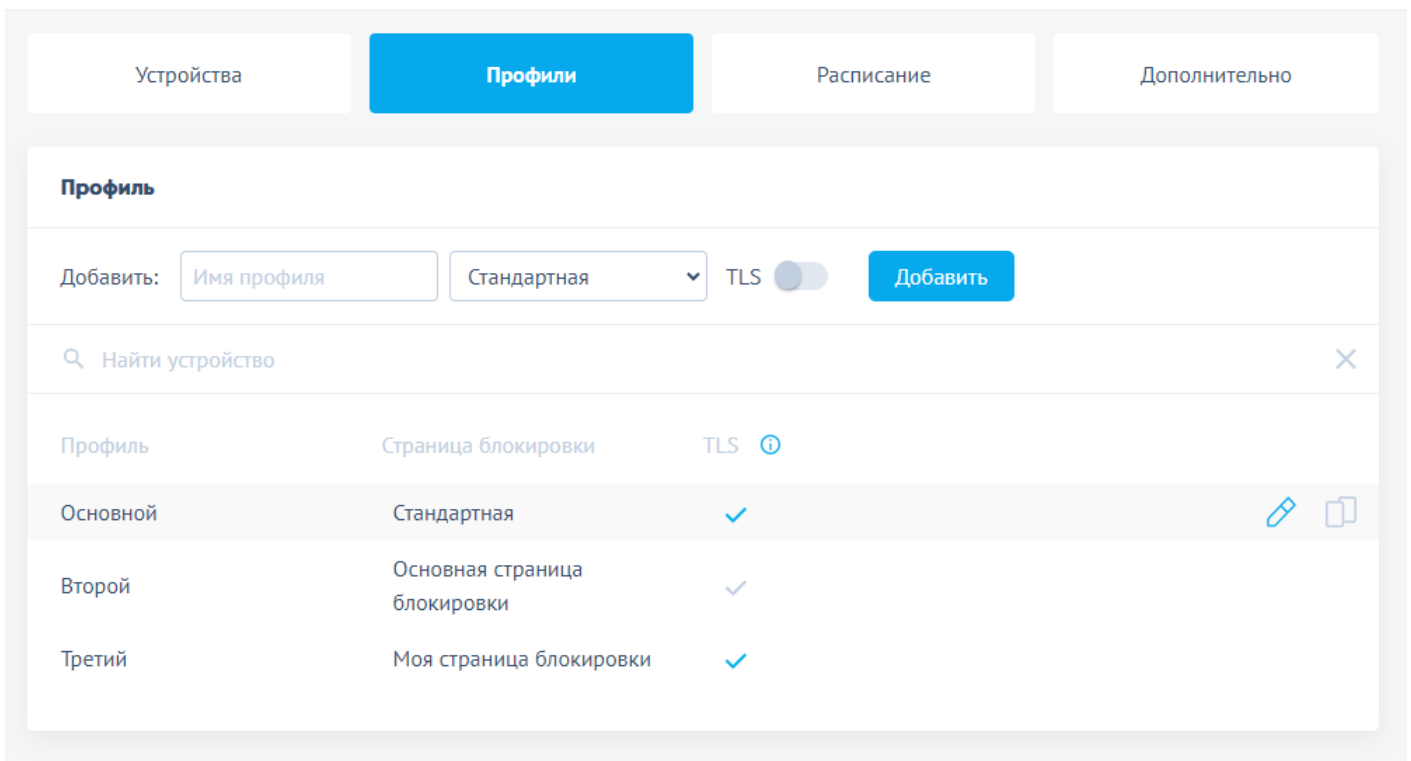 Устройства
Профили
Расписание
Дополнительно
Профиль
Добавить: Имя профиля Стандартная TLS Добавить
Найти устройство
Профиль Страница блокировки TLS
Основной Стандартная
Второй Основная страница
блокировки
Третий Моя страница блокировки